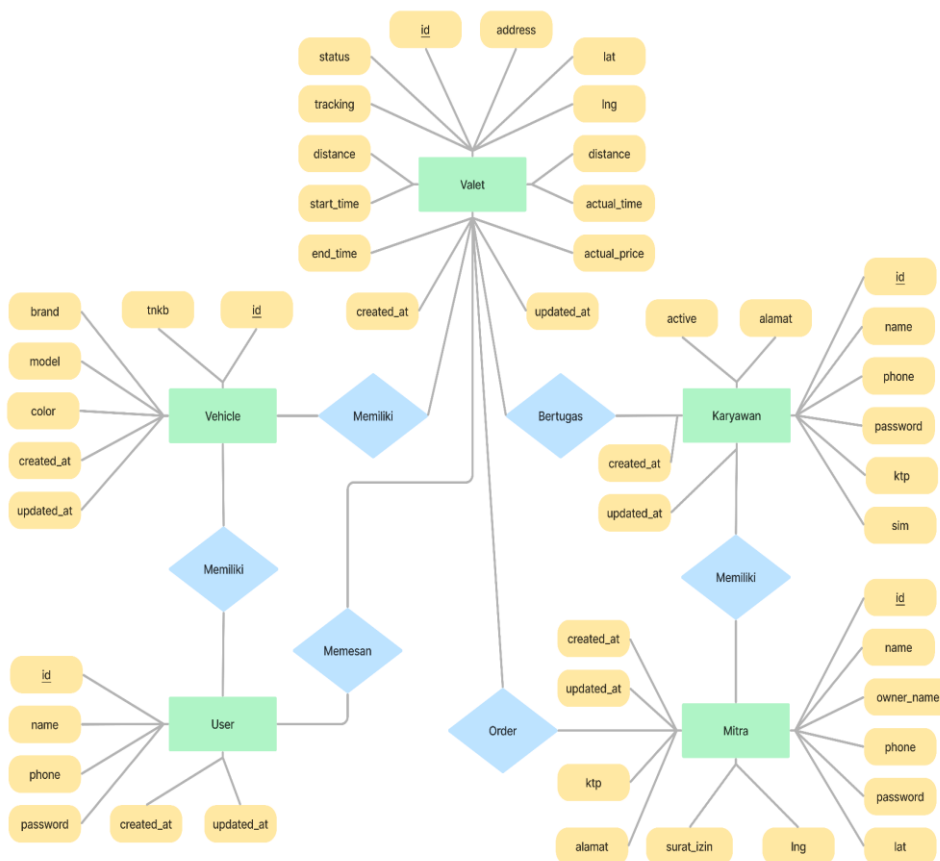 id
address
status
lat
tracking
lng
distance
distance
Valet
start_time
actual_time
end_time
actual_price
created_at
updated_at
brand
tnkb
id
model
color
Vehicle
Memiliki
created_at
updated_at
active
alamat
id
name
phone
Bertugas
Karyawan
password
created_at
ktp
updated_at
sim
Memiliki
Memiliki
id
name
phone
password
User
Memesan
created_at
updated_at
created_at
updated_at
Order
Mitra
ktp
alamat
surat_izin
lng
id
name
owner_name
phone
password
lat